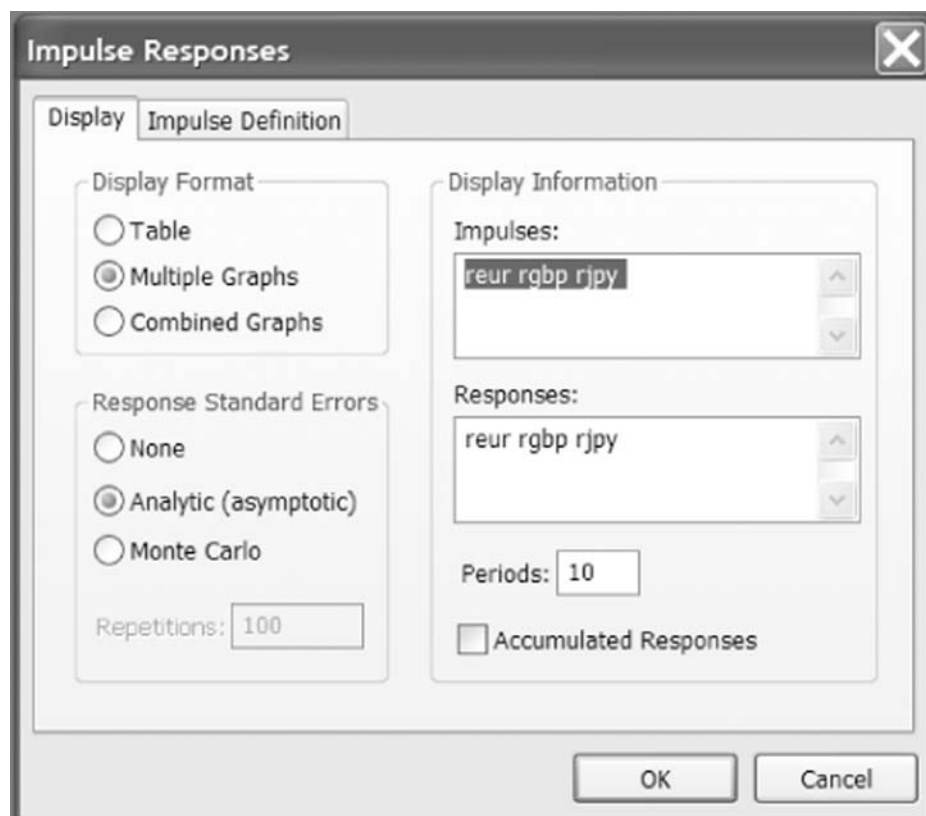 Impulse Responses
Display
Impulse Definition
Display Format
Table
Multiple Graphs
Combined Graphs
Response Standard Errors
None
Analytic (asymptotic)
Monte Carlo
Repetitions: 100
Display Information
Impulses:
reur rgbp rjpy
Responses:
reur rgbp rjpy
Periods: 10
Accumulated Responses
OK
Cancel